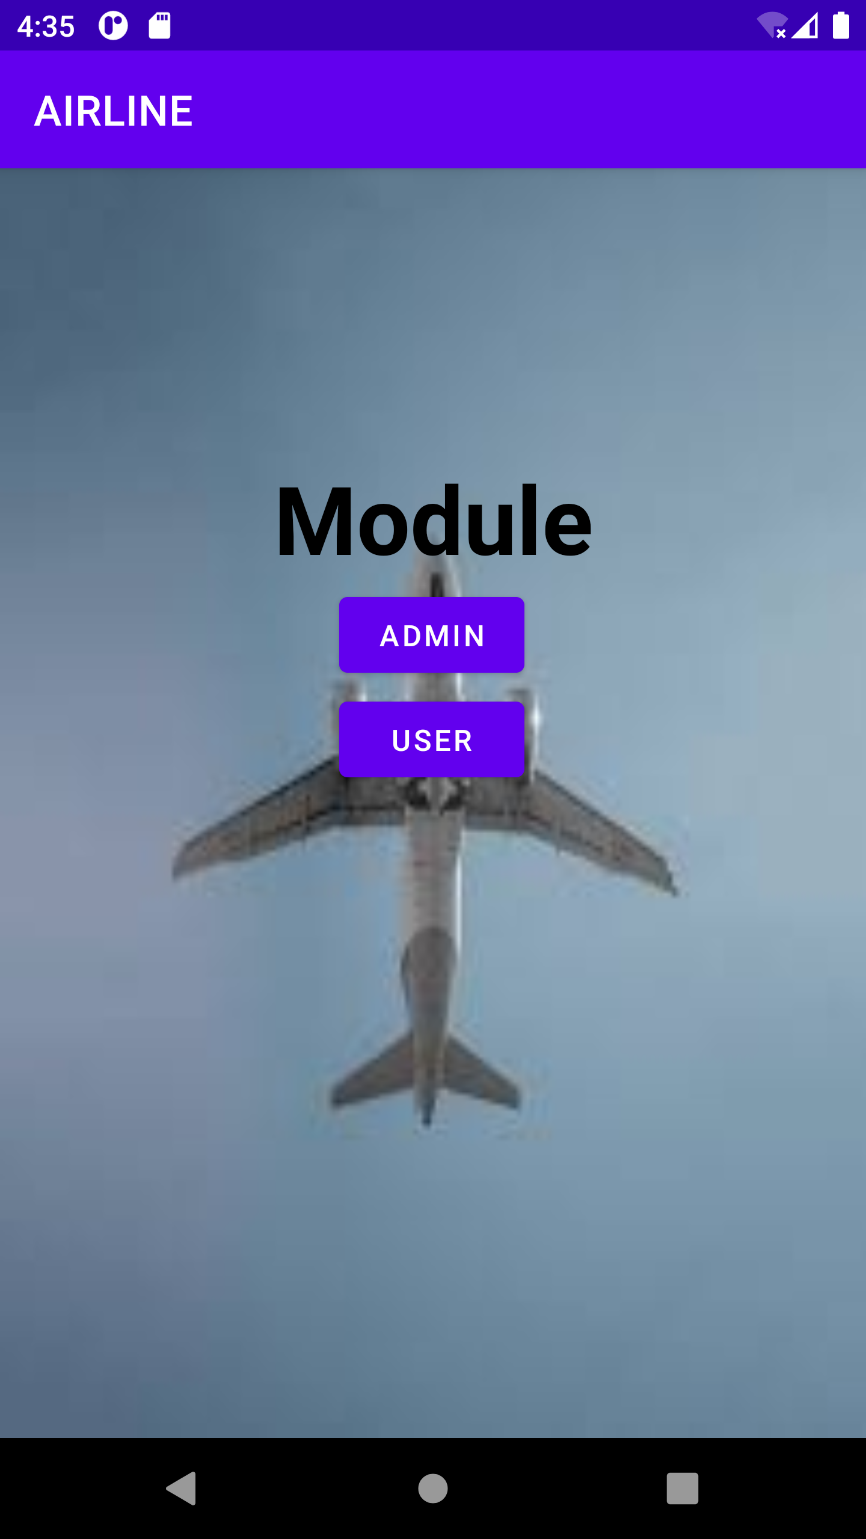 4:35
AIRLINE
Module
ADMIN
USER